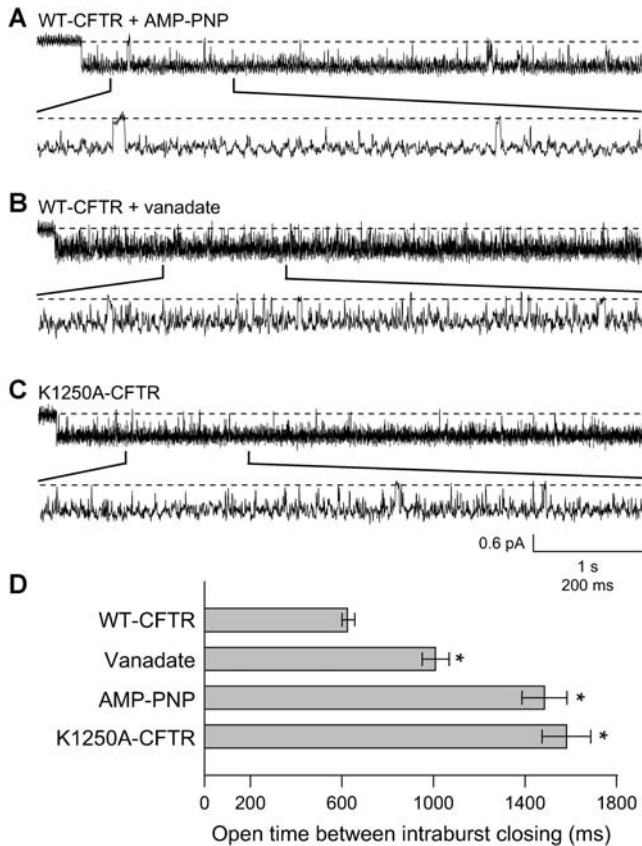 A
WT-CFTR + AMP-PNP
B
WT-CFTR + vanadate
C
K1250A-CFTR
0.6 pA
1 s
200 ms
D
WT-CFTR
Vanadate *
AMP-PNP *
K1250A-CFTR *
0 200 600 1000 1400 1800
Open time between intraburst closing (ms)